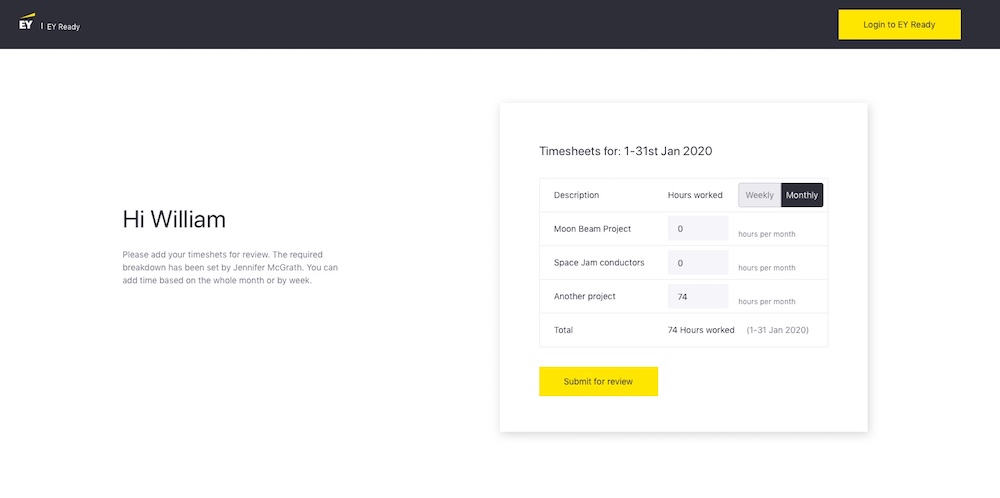 EY
| EY Ready
Login to EY Ready
Hi William
Please add your timeshets for review. The required
breakdown has been set by Jennifer McGrath. You can
add time based on the whole month or by week.
Timesheets for: 1-31st Jan 2020
Description Hours worked Weekly Monthly
Moon Beam Project 0 hours per month
Space Jam conductors 0 hours per month
Another project 74 hours per month
Total 74 Hours worked (1-31 Jan 2020)
Submit for review